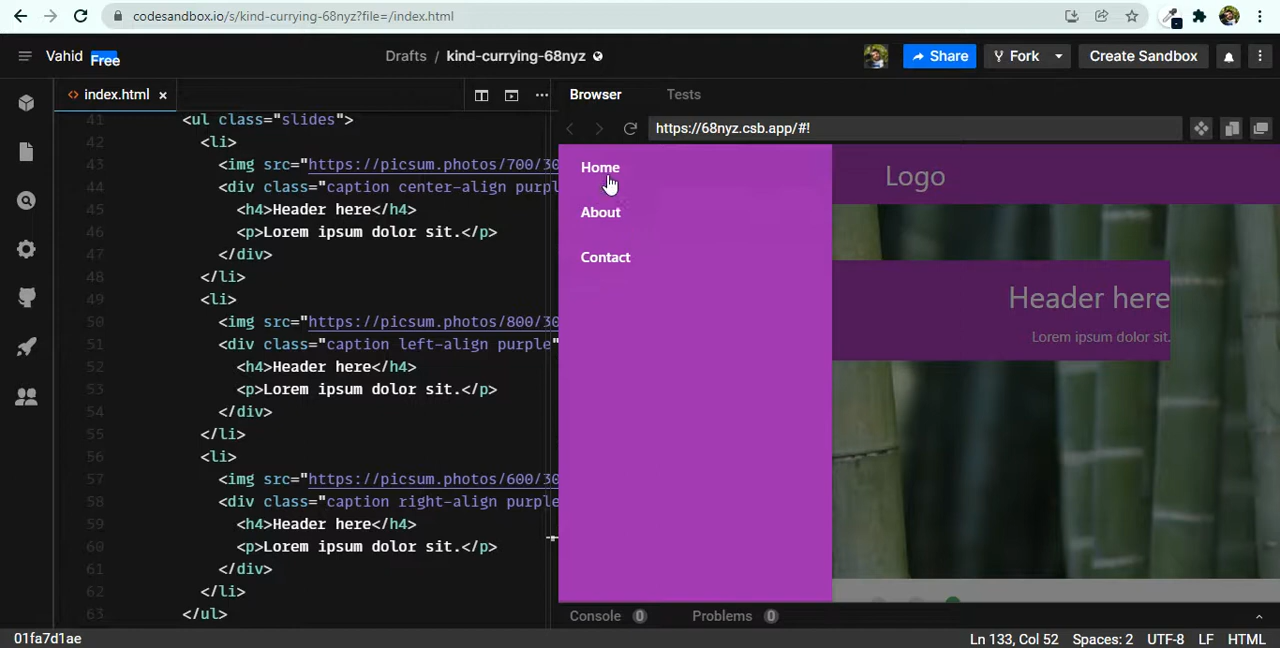 codesandbox.io/s/kind-currying-68nyz?file=/index.html
Vahid Free
Drafts / kind-currying-68nyz
Share
Fork
Create Sandbox
<> index.html ×
Browser
Tests
https://68nyz.csb.app/#!
41 <ul class="slides">
42 <li>
43 <img src="https://picsum.photos/700/30
44 <div class="caption center-align purpl
45 <h4>Header here</h4>
46 <p>Lorem ipsum dolor sit.</p>
47 </div>
48 </li>
49 <li>
50 <img src="https://picsum.photos/800/30
51 <div class="caption left-align purple"
52 <h4>Header here</h4>
53 <p>Lorem ipsum dolor sit.</p>
54 </div>
55 </li>
56 <li>
57 <img src="https://picsum.photos/600/30
58 <div class="caption right-align purple
59 <h4>Header here</h4>
60 <p>Lorem ipsum dolor sit.</p>
61 </div>
62 </li>
63 </ul>
Home
About
Contact
Logo
Header here
Lorem ipsum dolor sit.
Console 0
Problems 0
01fa7d1ae
Ln 133, Col 52 Spaces: 2 UTF-8 LF HTML